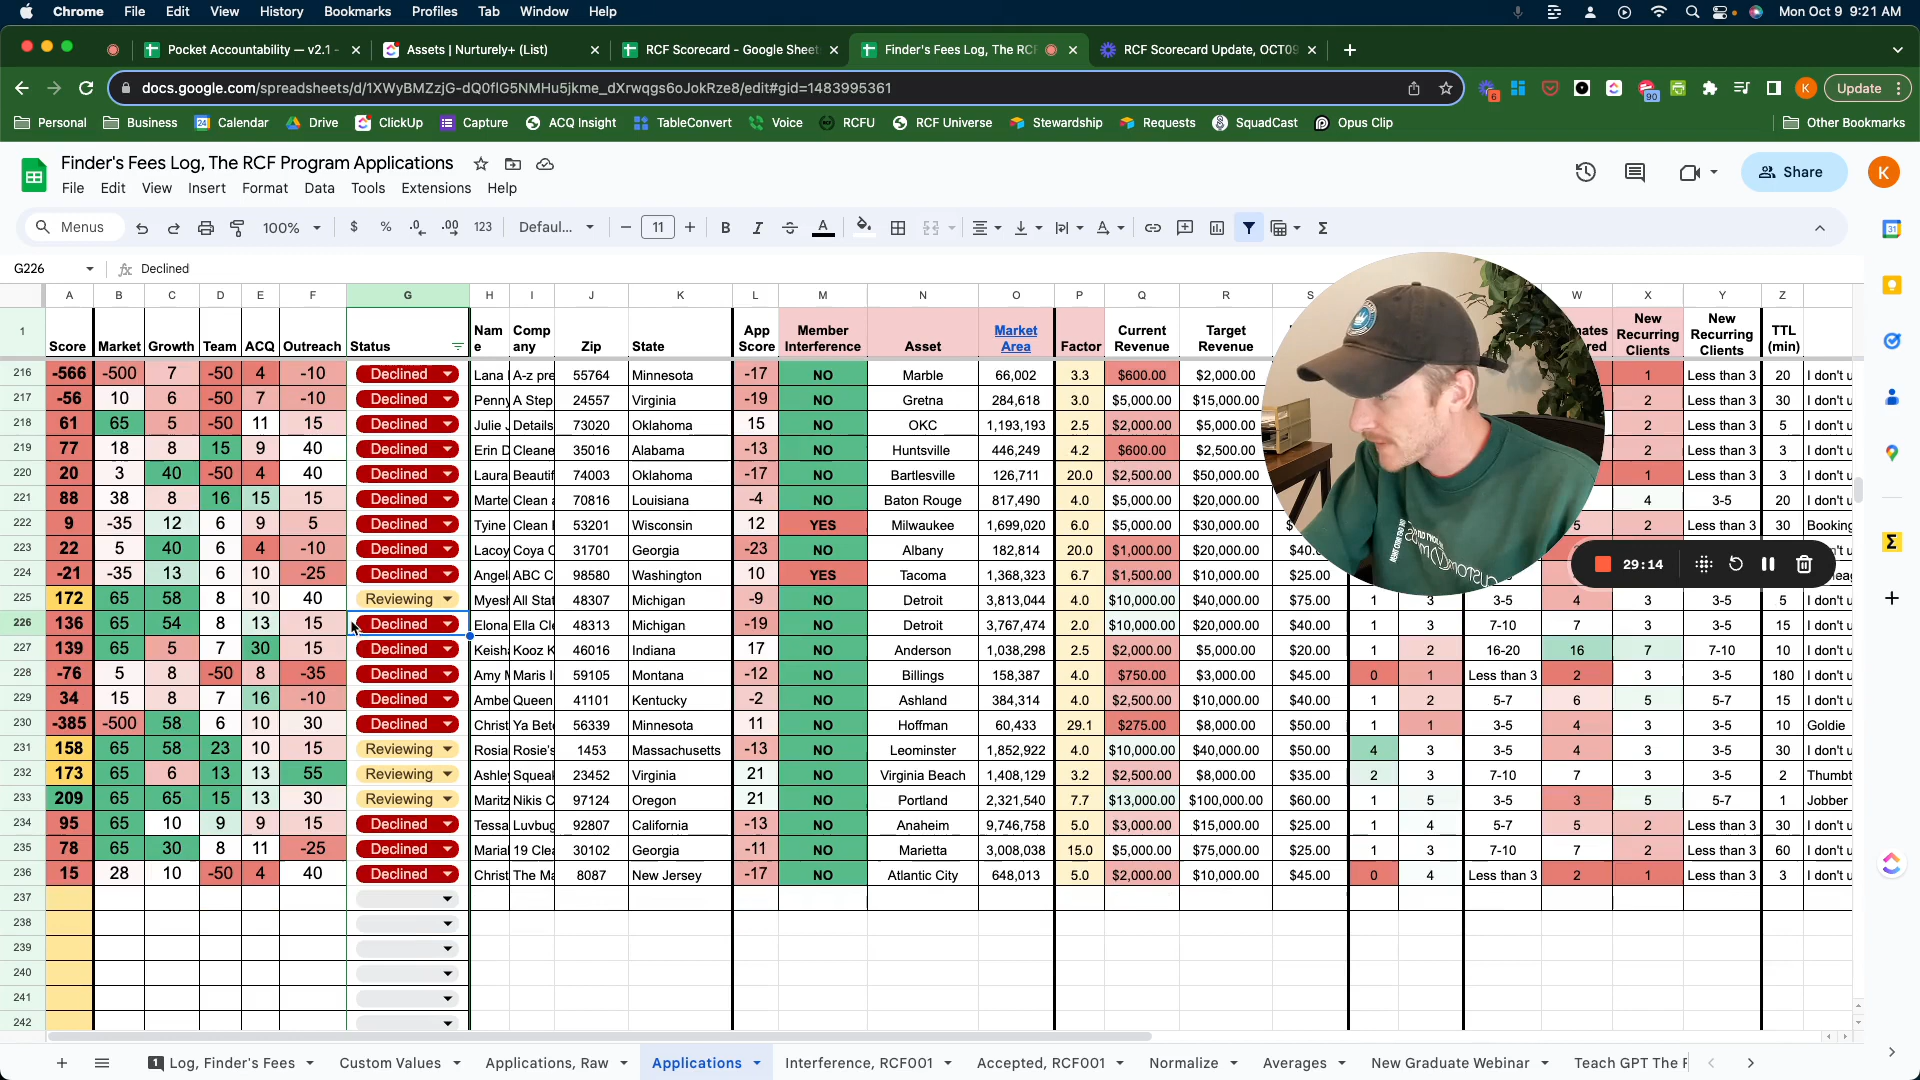 Chrome File Edit View History Bookmarks Profiles Tab Window Help Mon Oct 9 9:21 AM
Pocket Accountability — v2.1 - Assets | Nurturely+ (List) RCF Scorecard - Google Sheets Finder's Fees Log, The RCF RCF Scorecard Update, OCT09
docs.google.com/spreadsheets/d/1XWyBMZzjG-dQ0flG5NMHu5jkme_dXrwqgs6oJokRze8/edit#gid=1483995361 6 90 K Update
Personal Business Calendar Drive ClickUp Capture ACQ Insight TableConvert Voice RCFU RCF Universe Stewardship Requests SquadCast Opus Clip Other Bookmarks
Finder's Fees Log, The RCF Program Applications
File Edit View Insert Format Data Tools Extensions Help Share K
Menus 100% $ % .0 .00 123 Defaul... 11 B I A
G226 fx Declined
A B C D E F G H I J K L M N O P Q R S W X Y Z
1 Score Market Growth Team ACQ Outreach Status Name Company Zip State App Score Member Interference Asset Market Area Factor Current Revenue Target Revenue New Recurring Clients New Recurring Clients TTL (min)
216 -566 -500 7 -50 4 -10 Declined Lana A-z pre 55764 Minnesota -17 NO Marble 66,002 3.3 $600.00 $2,000.00 1 Less than 3 20 I don't u
217 -56 10 6 -50 7 -10 Declined Penny A Step 24557 Virginia -19 NO Gretna 284,618 3.0 $5,000.00 $15,000.00 2 Less than 3 30 I don't u
218 61 65 5 -50 11 15 Declined Julie Details 73020 Oklahoma 15 NO OKC 1,193,193 2.5 $2,000.00 $5,000.00 2 Less than 3 5 I don't u
219 77 18 8 15 9 40 Declined Erin D Cleane 35016 Alabama -13 NO Huntsville 446,249 4.2 $600.00 $2,500.00 2 Less than 3 3 I don't u
220 20 3 40 -50 4 40 Declined Laura Beautif 74003 Oklahoma -17 NO Bartlesville 126,711 20.0 $2,500.00 $50,000.00 1 Less than 3 3 I don't u
221 88 38 8 16 15 15 Declined Marte Clean a 70816 Louisiana -4 NO Baton Rouge 817,490 4.0 $5,000.00 $20,000.00 4 3-5 20 I don't u
222 9 -35 12 6 9 5 Declined Tyine Clean 53201 Wisconsin 12 YES Milwaukee 1,699,020 6.0 $5,000.00 $30,000.00 $ 5 2 Less than 3 30 Booking
223 22 5 40 6 4 -10 Declined Lacoy Coya C 31701 Georgia -23 NO Albany 182,814 20.0 $1,000.00 $20,000.00 $40.
224 -21 -35 13 6 10 -25 Declined Angel ABC C 98580 Washington 10 YES Tacoma 1,368,323 6.7 $1,500.00 $10,000.00 $25.00
29:14
225 172 65 58 8 10 40 Reviewing Myesh All Stat 48307 Michigan -9 NO Detroit 3,813,044 4.0 $10,000.00 $40,000.00 $75.00 1 3 3-5 4 3 3-5 5 I don't u
226 136 65 54 8 13 15 Declined Elona Ella Cle 48313 Michigan -19 NO Detroit 3,767,474 2.0 $10,000.00 $20,000.00 $40.00 1 3 7-10 7 3 3-5 15 I don't u
227 139 65 5 7 30 15 Declined Keisha Kooz K 46016 Indiana 17 NO Anderson 1,038,298 2.5 $2,000.00 $5,000.00 $20.00 1 2 16-20 16 7 7-10 10 I don't u
228 -76 5 8 -50 8 -35 Declined Amy M Maris I 59105 Montana -12 NO Billings 158,387 4.0 $750.00 $3,000.00 $45.00 0 1 Less than 3 2 3 3-5 180 I don't u
229 34 15 8 7 16 -10 Declined Ambe Queen 41101 Kentucky -2 NO Ashland 384,314 4.0 $2,500.00 $10,000.00 $40.00 1 2 5-7 6 5 5-7 15 I don't u
230 -385 -500 58 6 10 30 Declined Christ Ya Bet 56339 Minnesota 11 NO Hoffman 60,433 29.1 $275.00 $8,000.00 $50.00 1 1 3-5 4 3 3-5 10 Goldie
231 158 65 58 23 10 15 Reviewing Rosia Rosie's 1453 Massachusetts -13 NO Leominster 1,852,922 4.0 $10,000.00 $40,000.00 $50.00 4 3 3-5 4 3 3-5 30 I don't u
232 173 65 6 13 13 55 Reviewing Ashley Squeak 23452 Virginia 21 NO Virginia Beach 1,408,129 3.2 $2,500.00 $8,000.00 $35.00 2 3 7-10 7 3 3-5 2 Thumbt
233 209 65 65 15 13 30 Reviewing Maritz Nikis C 97124 Oregon 21 NO Portland 2,321,540 7.7 $13,000.00 $100,000.00 $60.00 1 5 3-5 3 5 5-7 1 Jobber
234 95 65 10 9 9 15 Declined Tessa Luvbug 92807 California -13 NO Anaheim 9,746,758 5.0 $3,000.00 $15,000.00 $25.00 1 4 5-7 5 2 Less than 3 30 I don't u
235 78 65 30 8 11 -25 Declined Marial 19 Clea 30102 Georgia -11 NO Marietta 3,008,038 15.0 $5,000.00 $75,000.00 $25.00 1 3 7-10 7 2 Less than 3 60 I don't u
236 15 28 10 -50 4 40 Declined Christ The Ma 8087 New Jersey -17 NO Atlantic City 648,013 5.0 $2,000.00 $10,000.00 $45.00 0 4 Less than 3 2 1 Less than 3 3 I don't u
237
238
239
240
241
242
1 Log, Finder's Fees Custom Values Applications, Raw Applications Interference, RCF001 Accepted, RCF001 Normalize Averages New Graduate Webinar Teach GPT The F